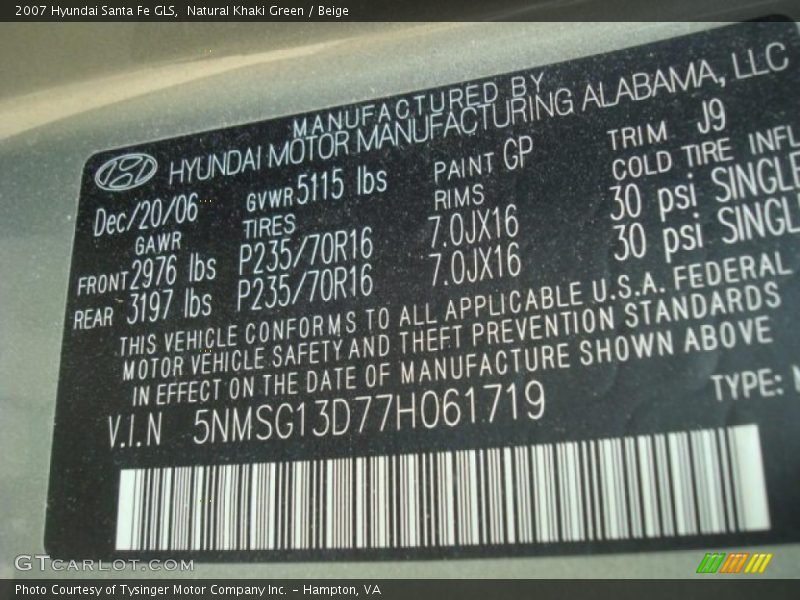 2007 Hyundai Santa Fe GLS,  Natural Khaki Green / Beige
MANUFACTURED BY
HYUNDAI MOTOR MANUFACTURING ALABAMA, LLC
Dec/20/06 GVWR 5115 lbs PAINT GP TRIM J9
GAWR TIRES RIMS COLD TIRE INFL
FRONT 2976 lbs P235/70R16 7.0JX16 30 psi SINGLE
REAR 3197 lbs P235/70R16 7.0JX16 30 psi SINGL
THIS VEHICLE CONFORMS TO ALL APPLICABLE U.S.A. FEDERAL
MOTOR VEHICLE SAFETY AND THEFT PREVENTION STANDARDS
IN EFFECT ON THE DATE OF MANUFACTURE SHOWN ABOVE
V.I.N 5NMSG13D77H061719 TYPE:
GTCARLOT.COM
Photo Courtesy of Tysinger Motor Company Inc. - Hampton, VA